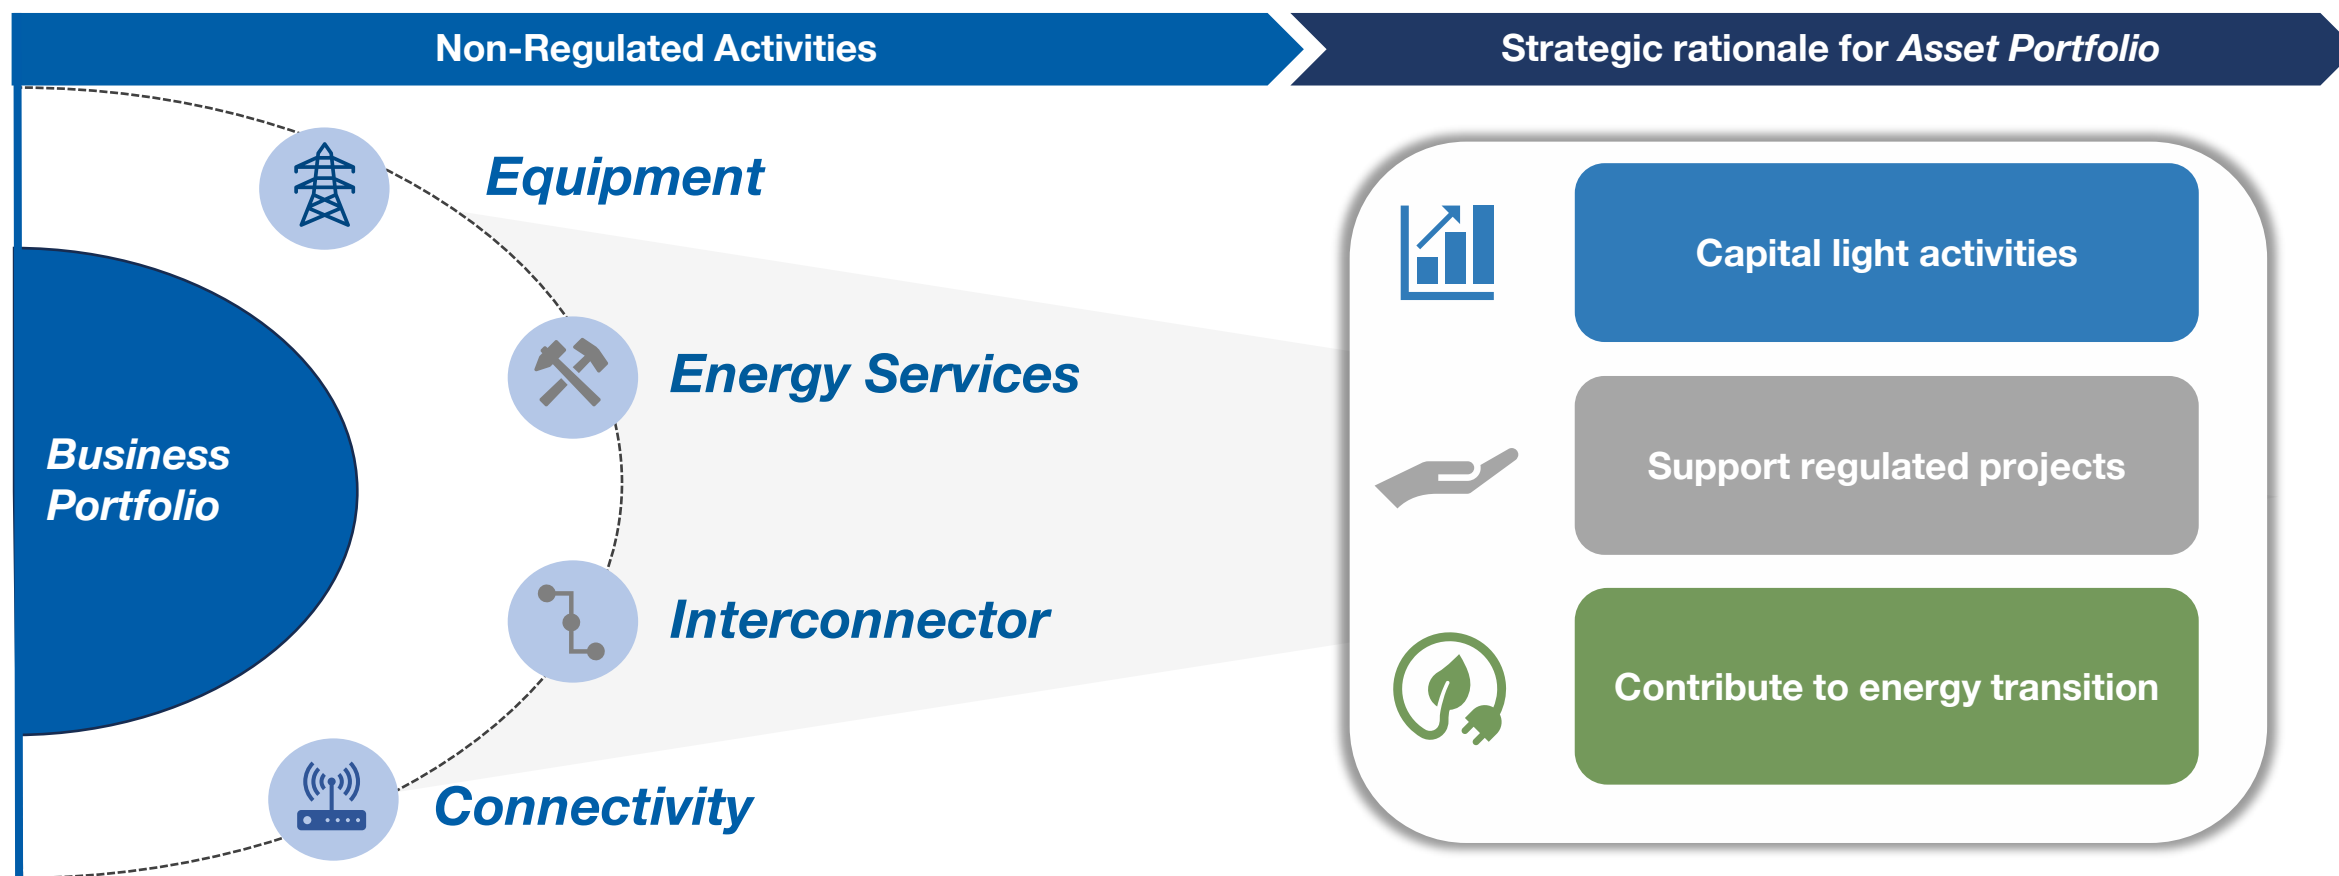 Non-Regulated Activities
Strategic rationale for Asset Portfolio
Equipment
Energy Services
Business
Portfolio
Interconnector
Connectivity
Capital light activities
Support regulated projects
Contribute to energy transition